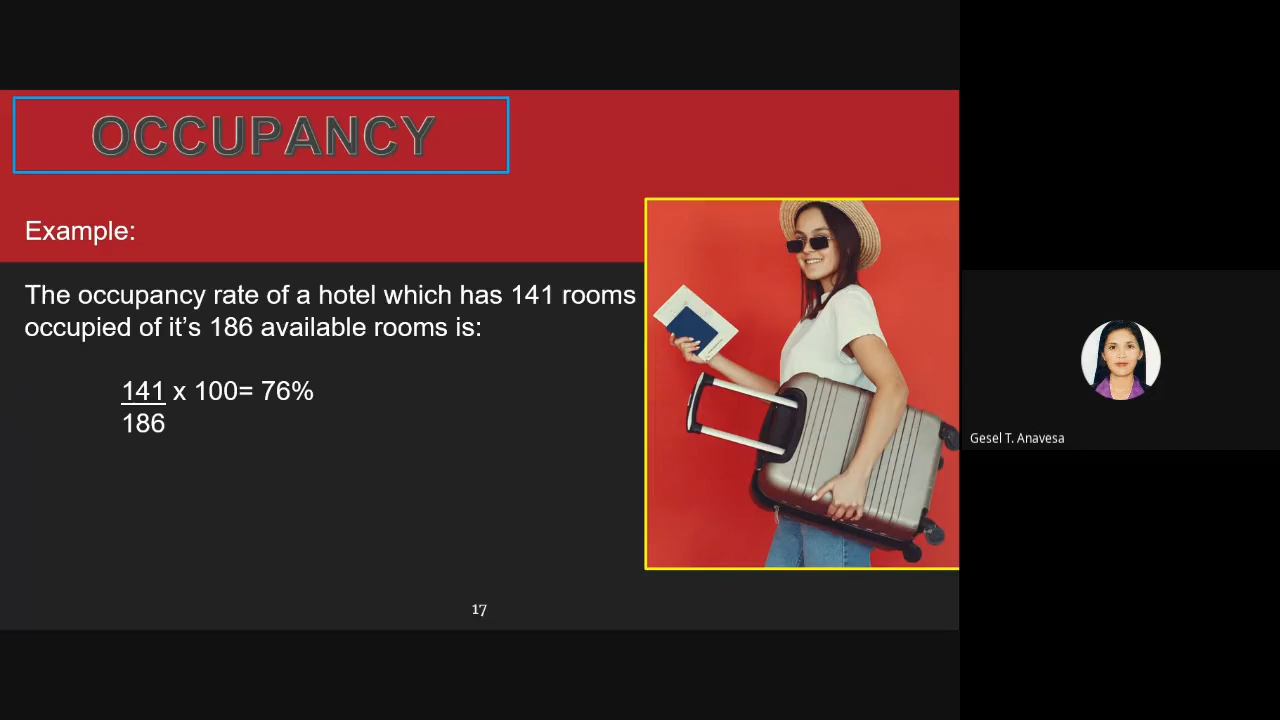 OCCUPANCY
Example:
The occupancy rate of a hotel which has 141 rooms
occupied of it’s 186 available rooms is:
141 x 100= 76%
186
17
Gesel T. Anavesa